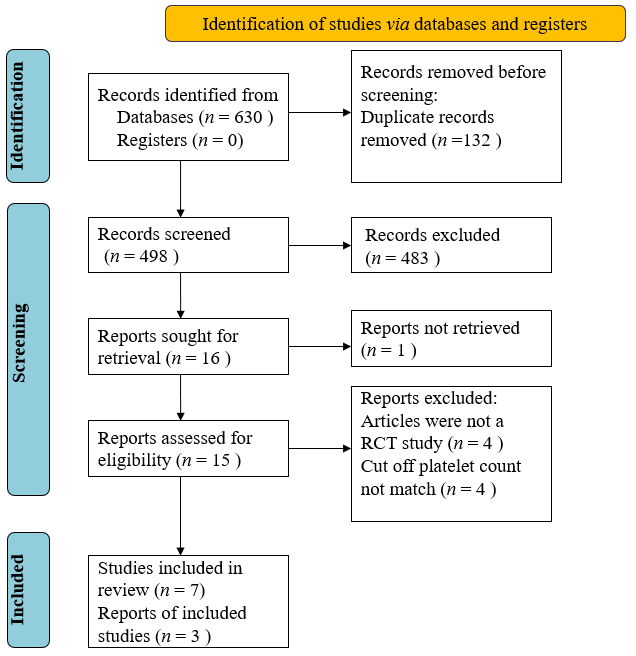 Identification of studies via databases and registers
Identification
Records identified from
Databases (n = 630 )
Registers (n = 0)
Records removed before
screening:
Duplicate records
removed (n =132 )
Screening
Records screened
(n = 498 )
Records excluded
(n = 483 )
Reports sought for
retrieval (n = 16 )
Reports not retrieved
(n = 1 )
Reports assessed for
eligibility (n = 15 )
Reports excluded:
Articles were not a
RCT study (n = 4 )
Cut off platelet count
not match (n = 4 )
Included
Studies included in
review (n = 7)
Reports of included
studies (n = 3 )